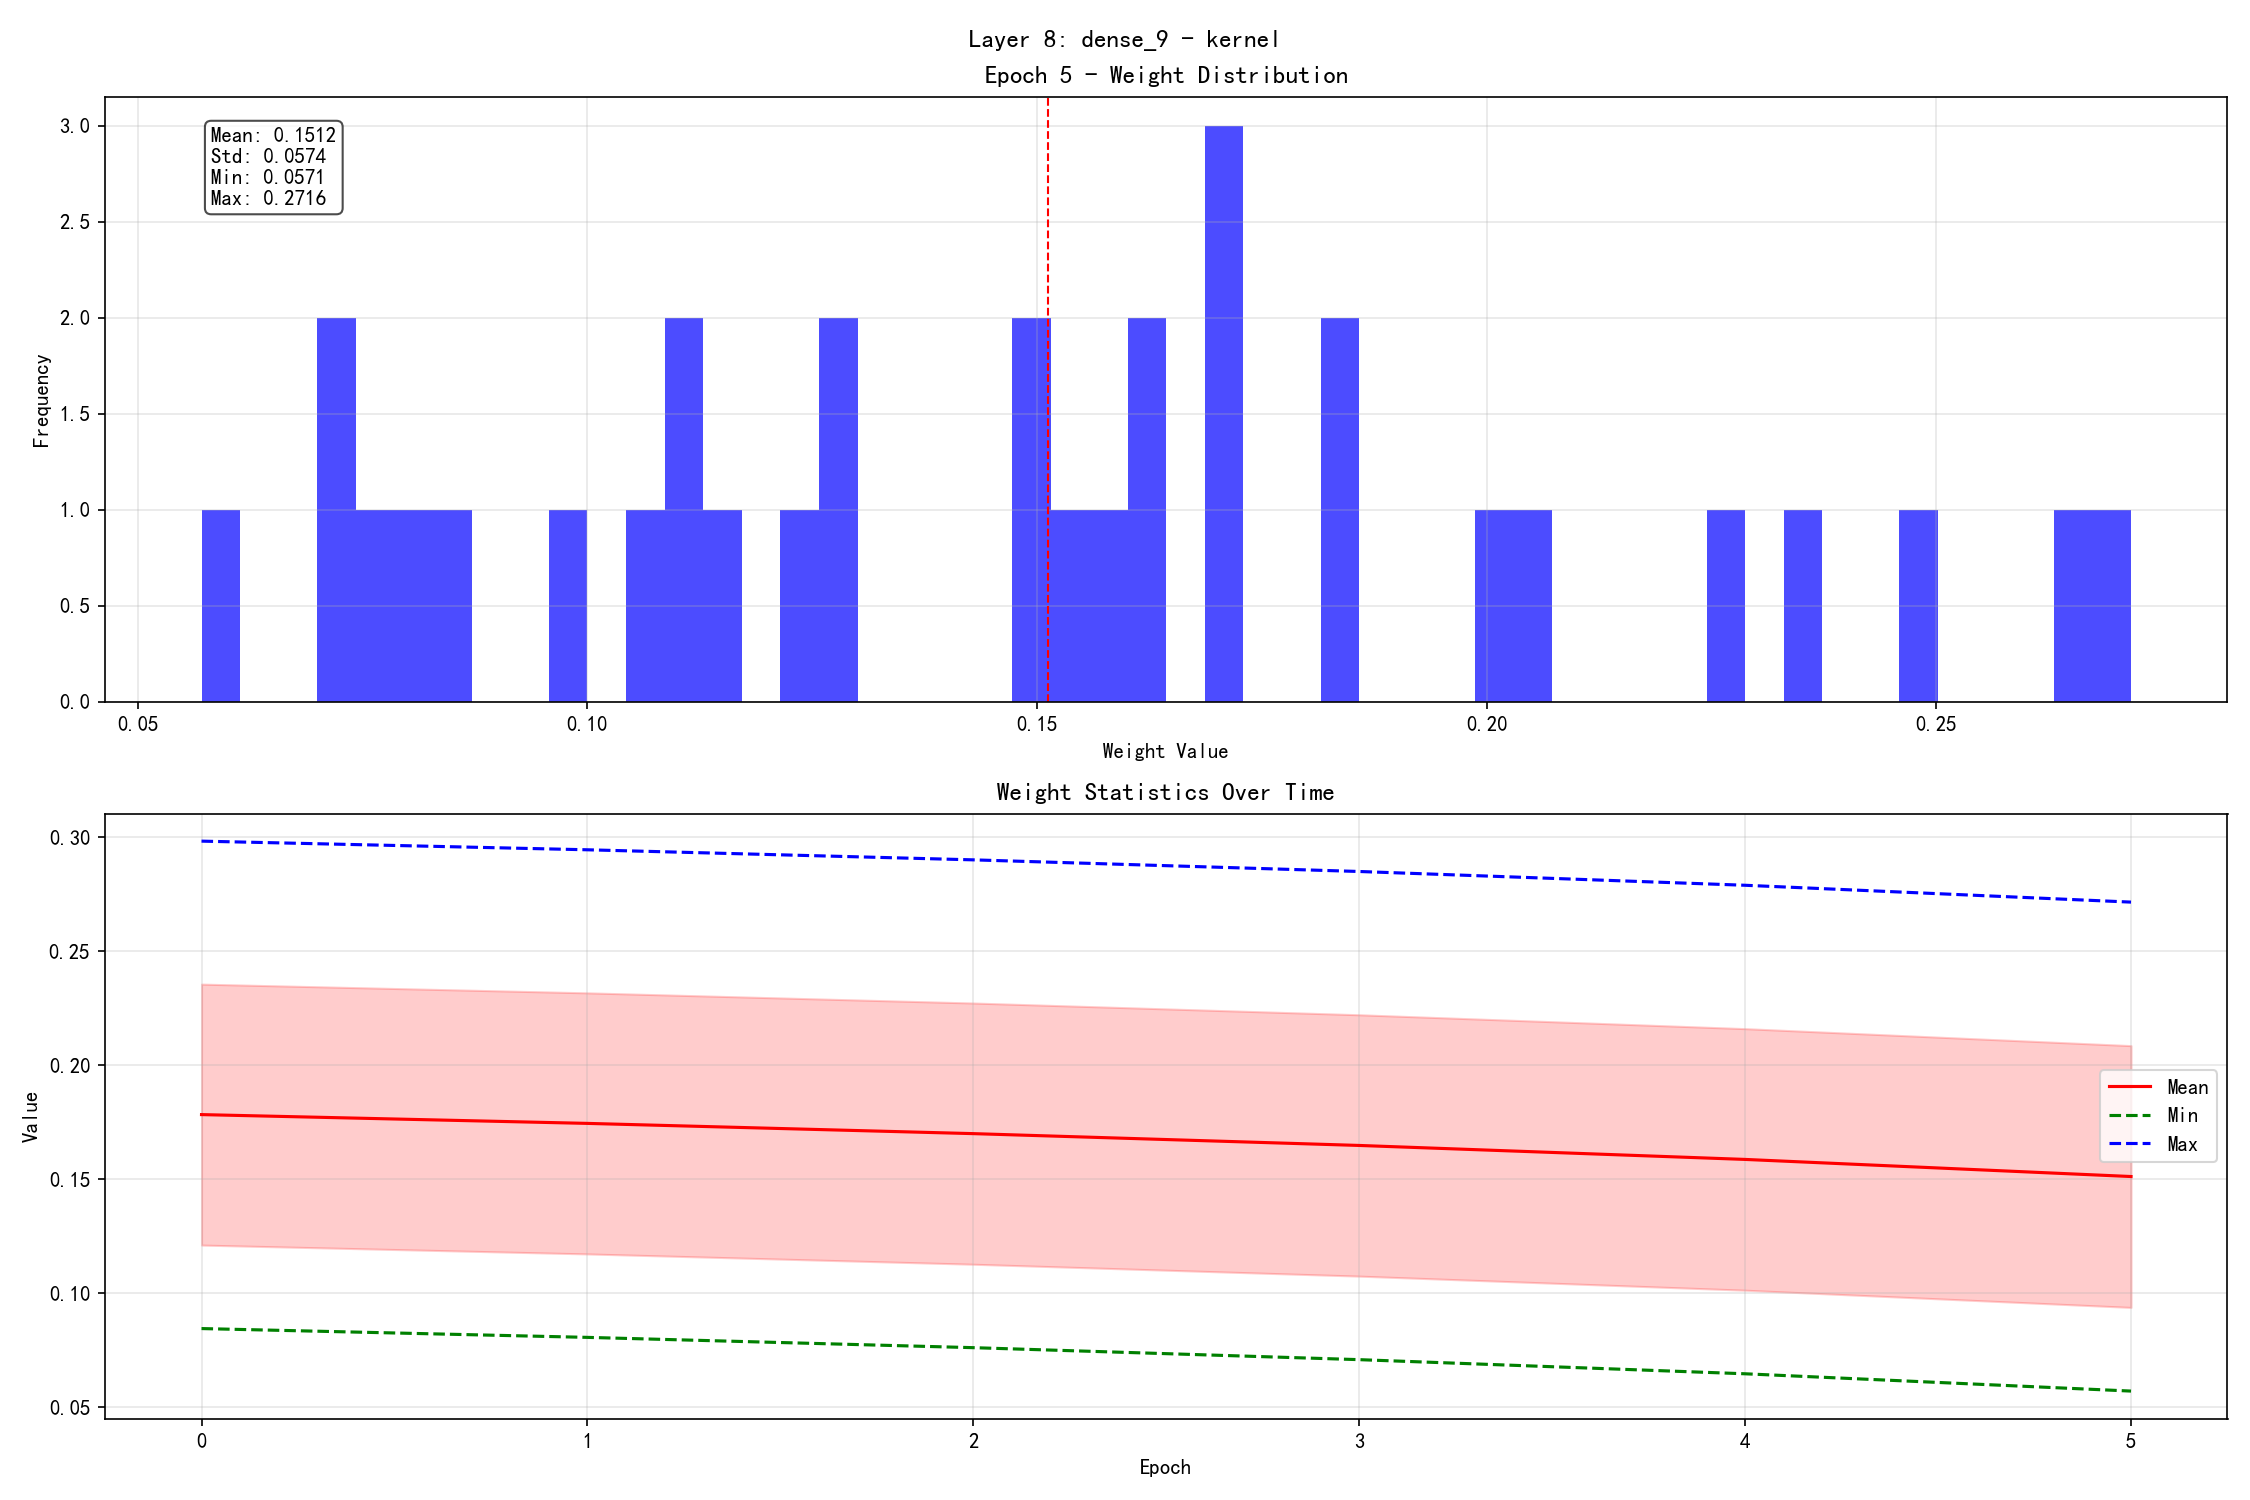 Layer 8: dense_9 - kernel
Epoch 5 - Weight Distribution
Mean: 0.1512
Std: 0.0574
Min: 0.0571
Max: 0.2716
3.0
2.5
2.0
1.5
1.0
0.5
0.0
Frequency
0.05 0.10 0.15 0.20 0.25
Weight Value
Weight Statistics Over Time
0.30
0.25
0.20
0.15
0.10
0.05
Value
Mean
Min
Max
0 1 2 3 4 5
Epoch